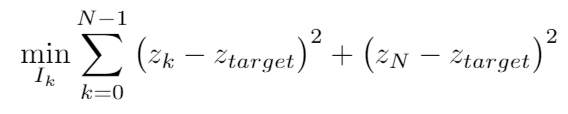 \min_{I_k} \sum_{k=0}^{N-1} \left( z_k - z_{target} \right)^2 + \left( z_N - z_{target} \right)^2